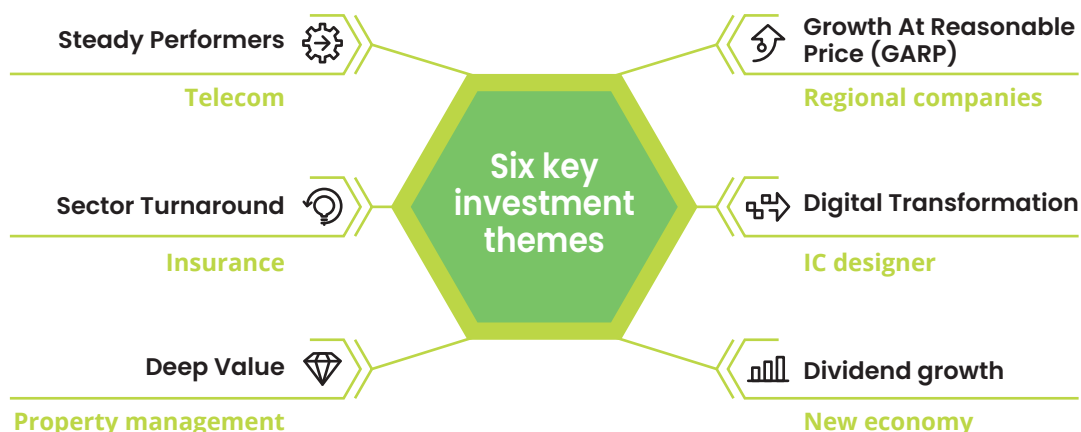 Steady Performers
Telecom
Growth At Reasonable
Price (GARP)
Regional companies
Six key
investment
themes
Sector Turnaround
Insurance
Digital Transformation
IC designer
Deep Value
Property management
Dividend growth
New economy